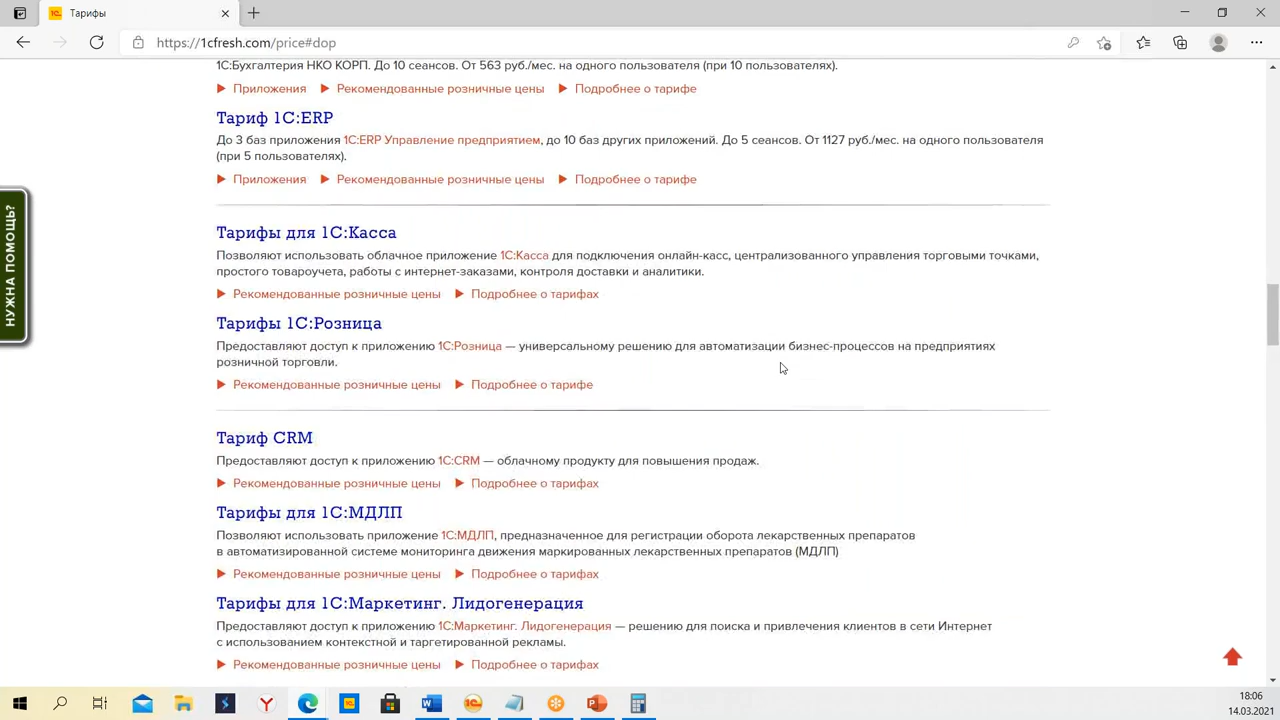 Тарифы
https://1cfresh.com/price#dop
1С:Бухгалтерия НКО КОРП. До 10 сеансов. От 563 руб./мес. на одного пользователя (при 10 пользователях).
Приложения Рекомендованные розничные цены Подробнее о тарифе
Тариф 1С:ERP
До 3 баз приложения 1С:ERP Управление предприятием, до 10 баз других приложений. До 5 сеансов. От 1127 руб./мес. на одного пользователя
(при 5 пользователях).
Приложения Рекомендованные розничные цены Подробнее о тарифе
НУЖНА ПОМОЩЬ?
Тарифы для 1С:Касса
Позволяют использовать облачное приложение 1С:Касса для подключения онлайн-касс, централизованного управления торговыми точками,
простого товароучета, работы с интернет-заказами, контроля доставки и аналитики.
Рекомендованные розничные цены Подробнее о тарифах
Тарифы 1С:Розница
Предоставляют доступ к приложению 1С:Розница — универсальному решению для автоматизации бизнес-процессов на предприятиях
розничной торговли.
Рекомендованные розничные цены Подробнее о тарифе
Тариф CRM
Предоставляют доступ к приложению 1С:CRM — облачному продукту для повышения продаж.
Рекомендованные розничные цены Подробнее о тарифах
Тарифы для 1С:МДЛП
Позволяют использовать приложение 1С:МДЛП, предназначенное для регистрации оборота лекарственных препаратов
в автоматизированной системе мониторинга движения маркированных лекарственных препаратов (МДЛП)
Рекомендованные розничные цены Подробнее о тарифах
Тарифы для 1С:Маркетинг. Лидогенерация
Предоставляют доступ к приложению 1С:Маркетинг. Лидогенерация — решению для поиска и привлечения клиентов в сети Интернет
с использованием контекстной и таргетированной рекламы.
Рекомендованные розничные цены Подробнее о тарифах
18:06
14.03.2021